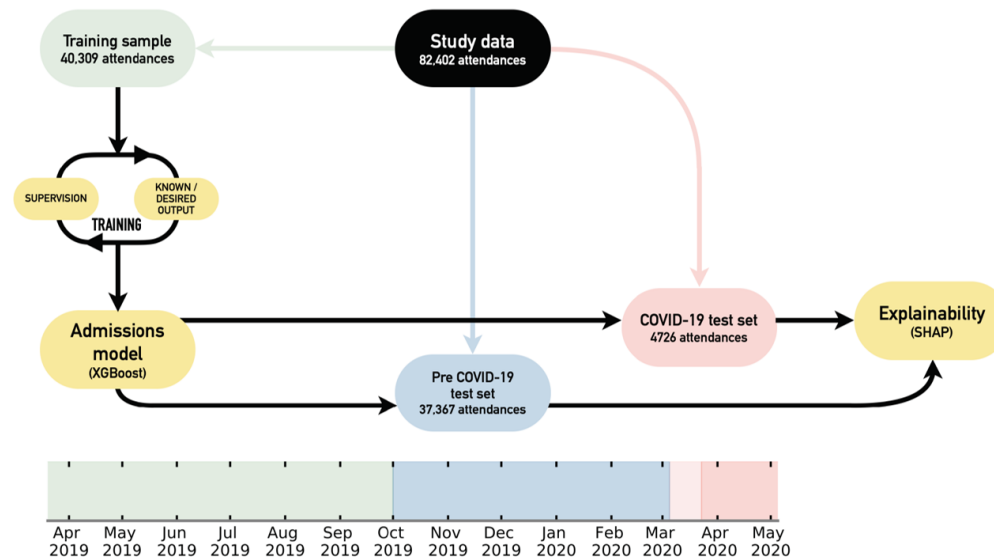 Training sample
40,309 attendances
Study data
82,402 attendances
SUPERVISION
KNOWN /
DESIRED
OUTPUT
TRAINING
Admissions
model
(XGBoost)
COVID-19 test set
4726 attendances
Explainability
(SHAP)
Pre COVID-19
test set
37,367 attendances
Apr May Jun Jul Aug Sep Oct Nov Dec Jan Feb Mar Apr May
2019 2019 2019 2019 2019 2019 2019 2019 2019 2020 2020 2020 2020 2020